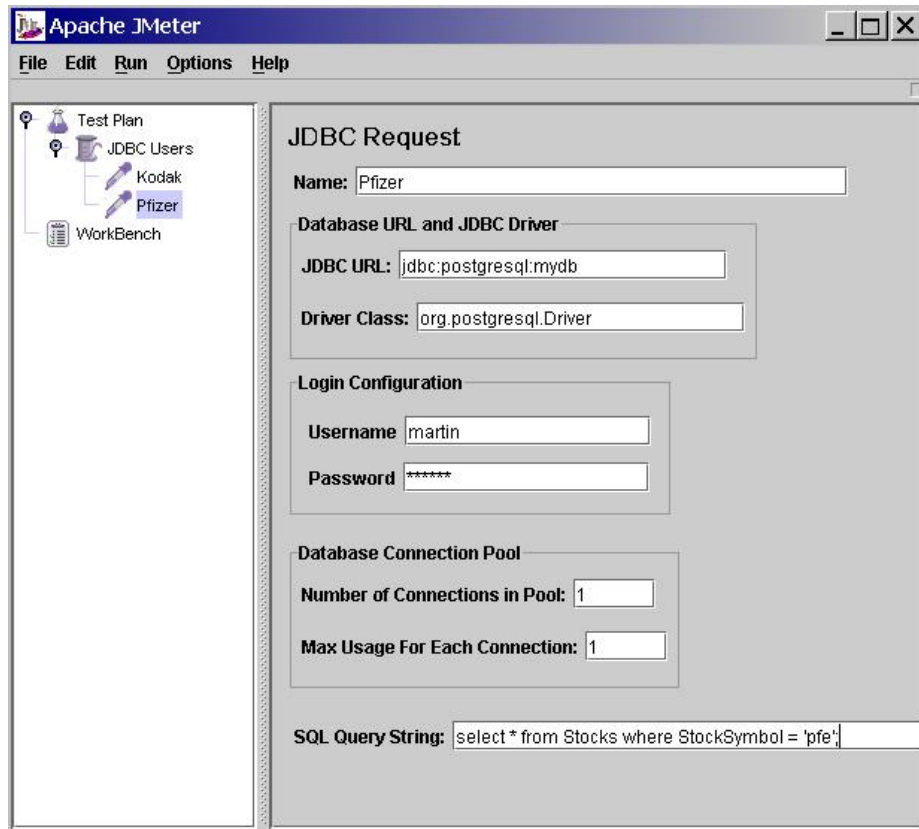 Apache JMeter
File Edit Run Options Help
Test Plan
JDBC Users
Kodak
Pfizer
WorkBench
JDBC Request
Name: Pfizer
Database URL and JDBC Driver
JDBC URL: jdbc:postgresql:mydb
Driver Class: org.postgresql.Driver
Login Configuration
Username martin
Password ******
Database Connection Pool
Number of Connections in Pool: 1
Max Usage For Each Connection: 1
SQL Query String: select * from Stocks where StockSymbol = 'pfe';